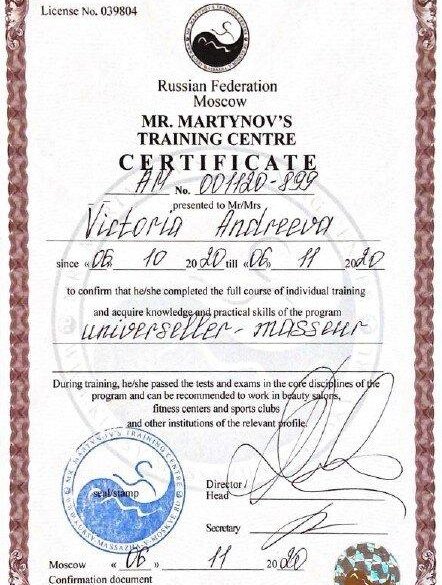 License No. 039804
Russian Federation
Moscow
MR. MARTYNOV'S
TRAINING CENTRE
CERTIFICATE
AM No. 001120-899
presented to Mr/Mrs
Victoria Andreeva
since «06» 10 2020 till «06» 11 2020
to confirm that he/she completed the full course of individual training
and acquire knowledge and practical skills of the program
universeller-masseur
During training, he/she passed the tests and exams in the core disciplines of the
program and can be recommended to work in beauty salons,
fitness centers and sports clubs
and other institutions of the relevant profile.
MR. MARTYNOV'S TRAINING CENTRE
seal/stamp
Director/
Head
Secretary
Moscow «06» 11 2020
Confirmation document